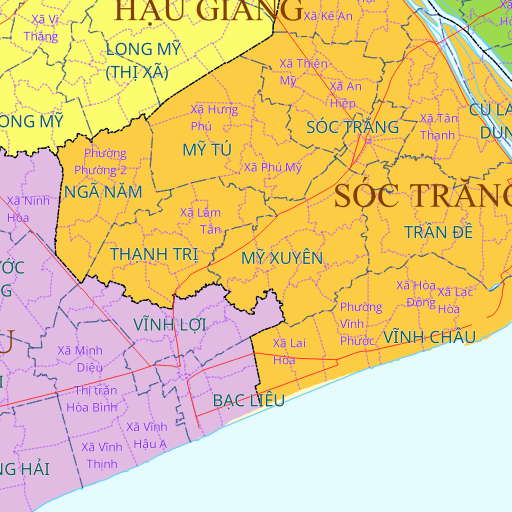 HẬU GIANG
Xã Kế An
Xã Vị
Thắng
LONG MỸ
(THỊ XÃ)
Xã Thiện
Mỹ
Xã An
Hiệp
Xã Hưng
Phú
SÓC TRĂNG
Xã Tân
Thạnh
CÙ LA
DUN
ONG MỸ
MỸ TÚ
Phường
Phường 2
Xã Phú Mỹ
NGÃ NĂM
SÓC TRĂNG
Xã Ninh
Hòa
Xã Lâm
Tân
TRẦN ĐỀ
THẠNH TRỊ
MỸ XUYÊN
ƯỚC
G
Xã Hòa
Đông
Xã Lạc
Hòa
Phường
Vĩnh
Phước
VĨNH LỢI
VĨNH CHÂU
U
Xã Minh
Diệu
Xã Lai
Hòa
I
Thị trấn
Hòa Bình
BẠC LIÊU
Xã Vĩnh
Hậu A
Xã Vĩnh
Thịnh
NG HẢI